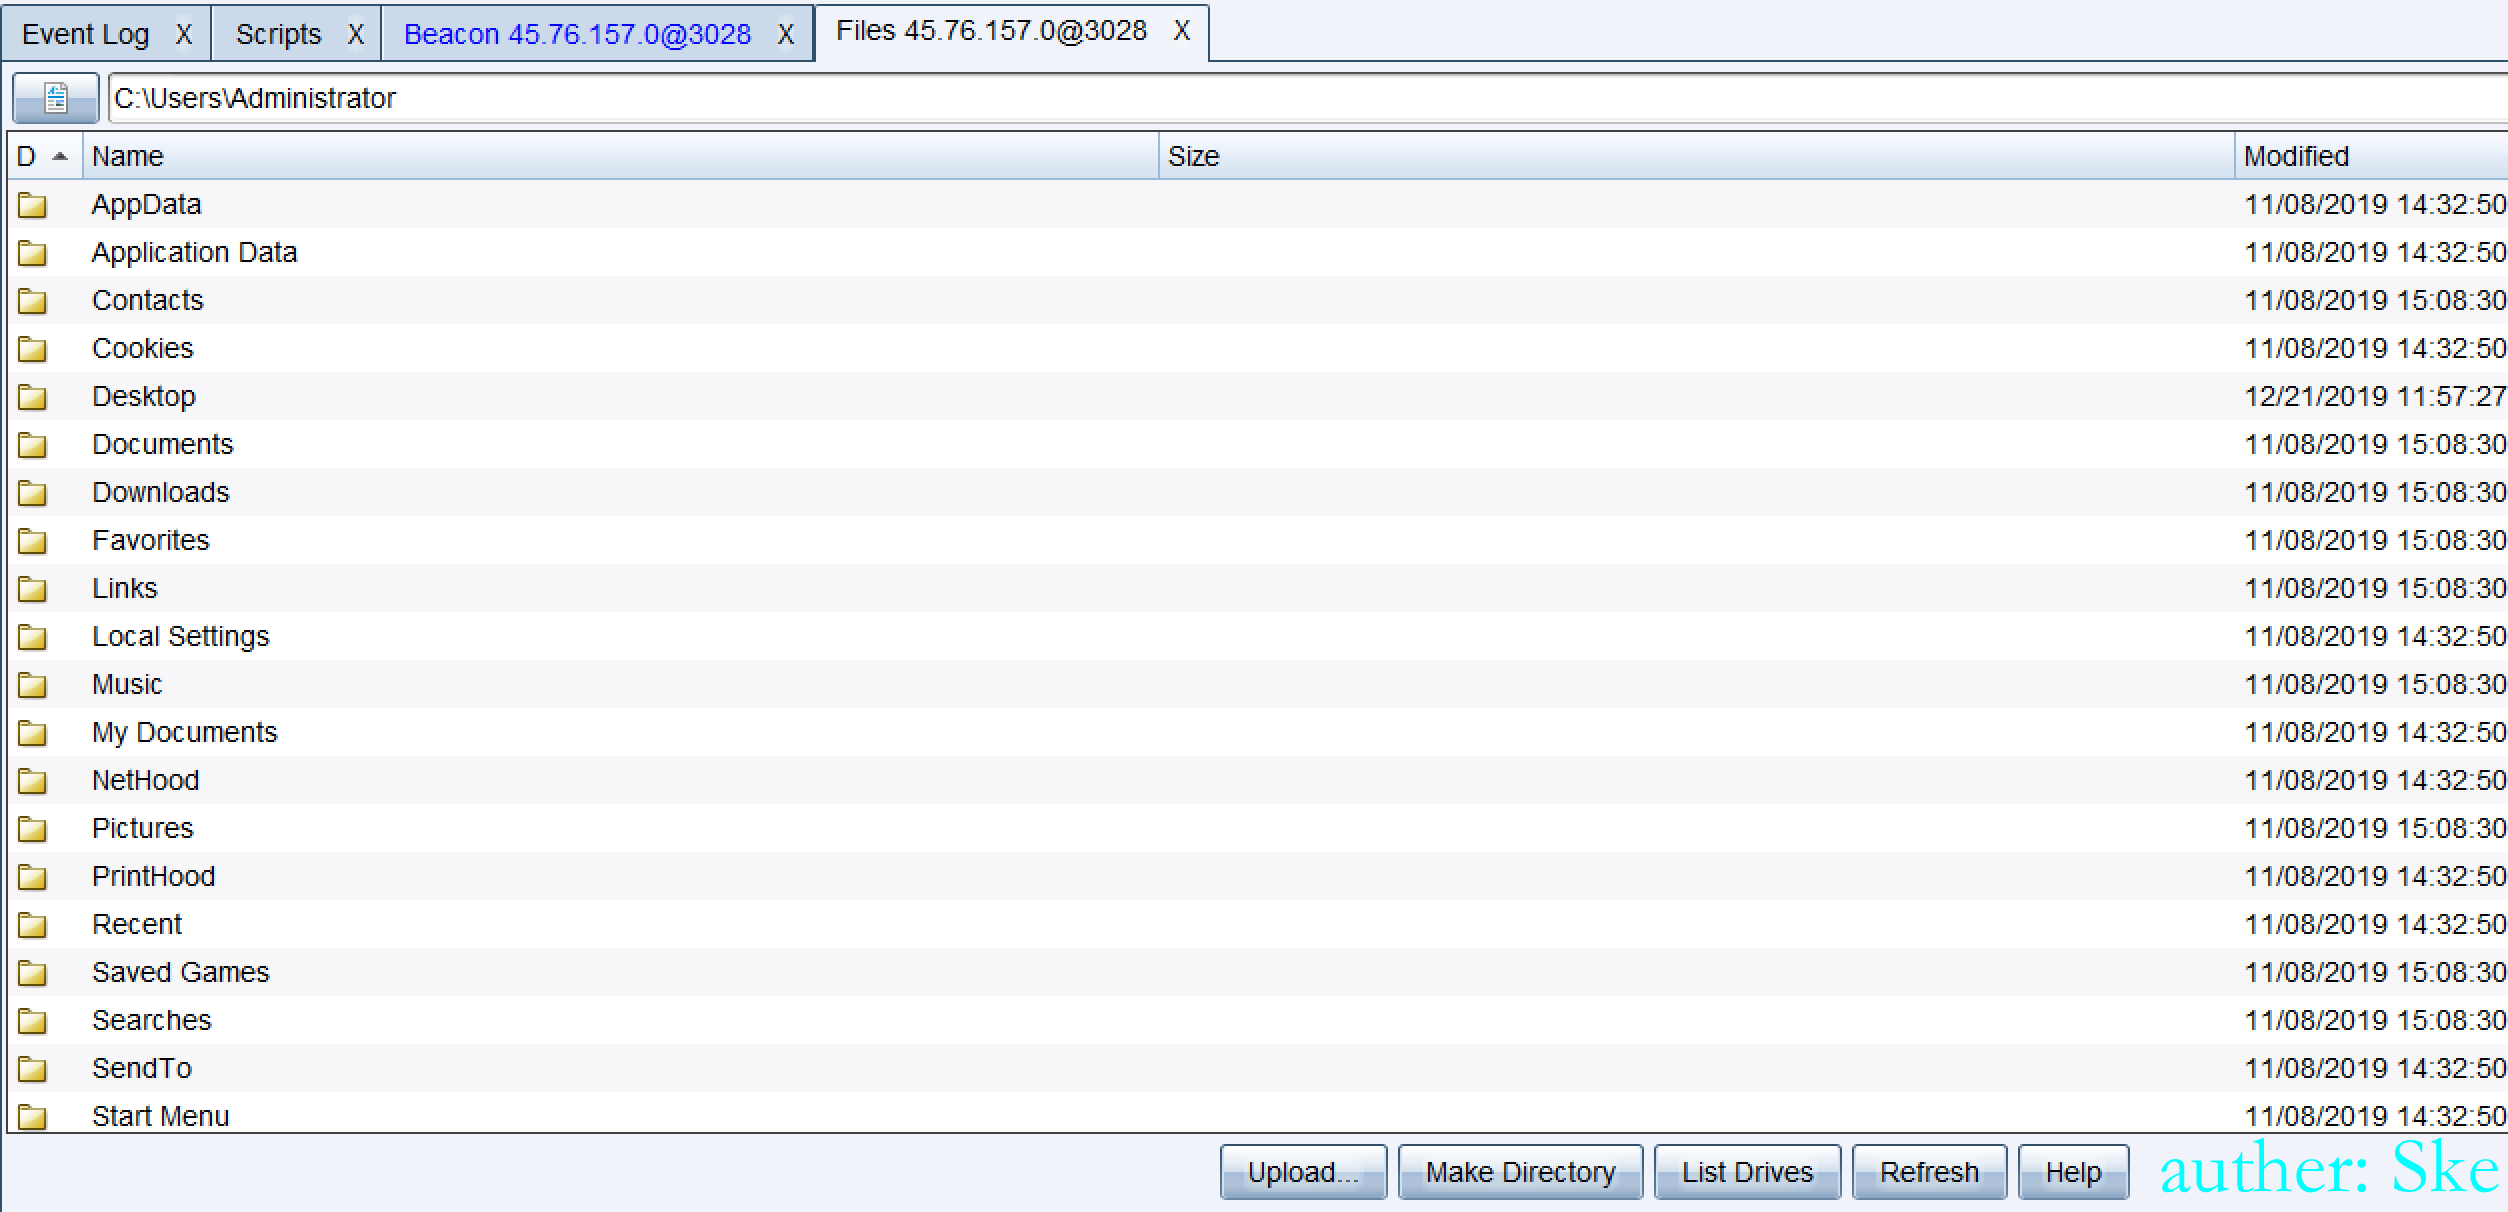 Event Log X Scripts X Beacon 45.76.157.0@3028 X Files 45.76.157.0@3028 X
C:\Users\Administrator
D Name Size Modified
AppData 11/08/2019 14:32:50
Application Data 11/08/2019 14:32:50
Contacts 11/08/2019 15:08:30
Cookies 11/08/2019 14:32:50
Desktop 12/21/2019 11:57:27
Documents 11/08/2019 15:08:30
Downloads 11/08/2019 15:08:30
Favorites 11/08/2019 15:08:30
Links 11/08/2019 15:08:30
Local Settings 11/08/2019 14:32:50
Music 11/08/2019 15:08:30
My Documents 11/08/2019 14:32:50
NetHood 11/08/2019 14:32:50
Pictures 11/08/2019 15:08:30
PrintHood 11/08/2019 14:32:50
Recent 11/08/2019 14:32:50
Saved Games 11/08/2019 15:08:30
Searches 11/08/2019 15:08:30
SendTo 11/08/2019 14:32:50
Start Menu 11/08/2019 14:32:50
Upload... Make Directory List Drives Refresh Help auther: Ske